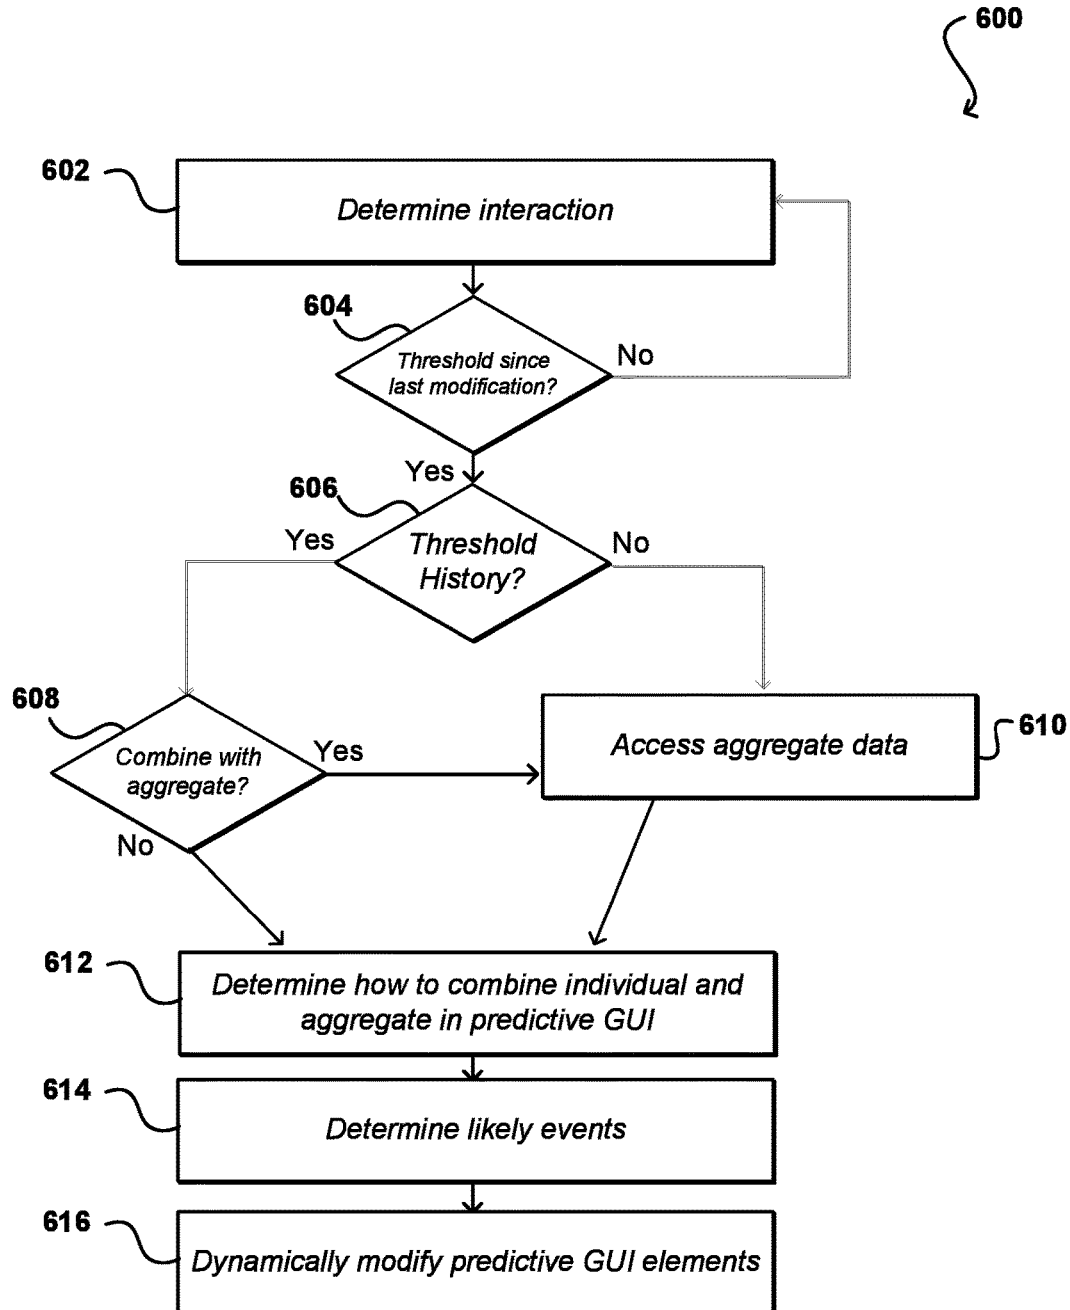 600
602
Determine interaction
604
Threshold since
last modification?
No
Yes
606
Yes
Threshold
History?
No
608
Combine with
aggregate?
Yes
Access aggregate data
610
No
612
Determine how to combine individual and
aggregate in predictive GUI
614
Determine likely events
616
Dynamically modify predictive GUI elements